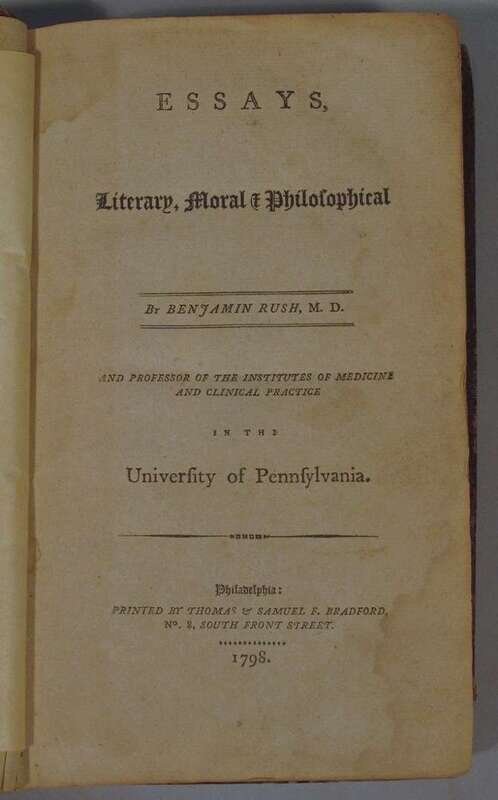 ESSAYS,
Literary, Moral & Philoſophical
By BENJAMIN RUSH, M. D.
AND PROFESSOR OF THE INSTITUTES OF MEDICINE
AND CLINICAL PRACTICE
IN THE
Univerſity of Pennſylvania.
Philadelphia:
PRINTED BY THOMAS & SAMUEL F. BRADFORD,
No. 8, SOUTH FRONT STREET.
1798.